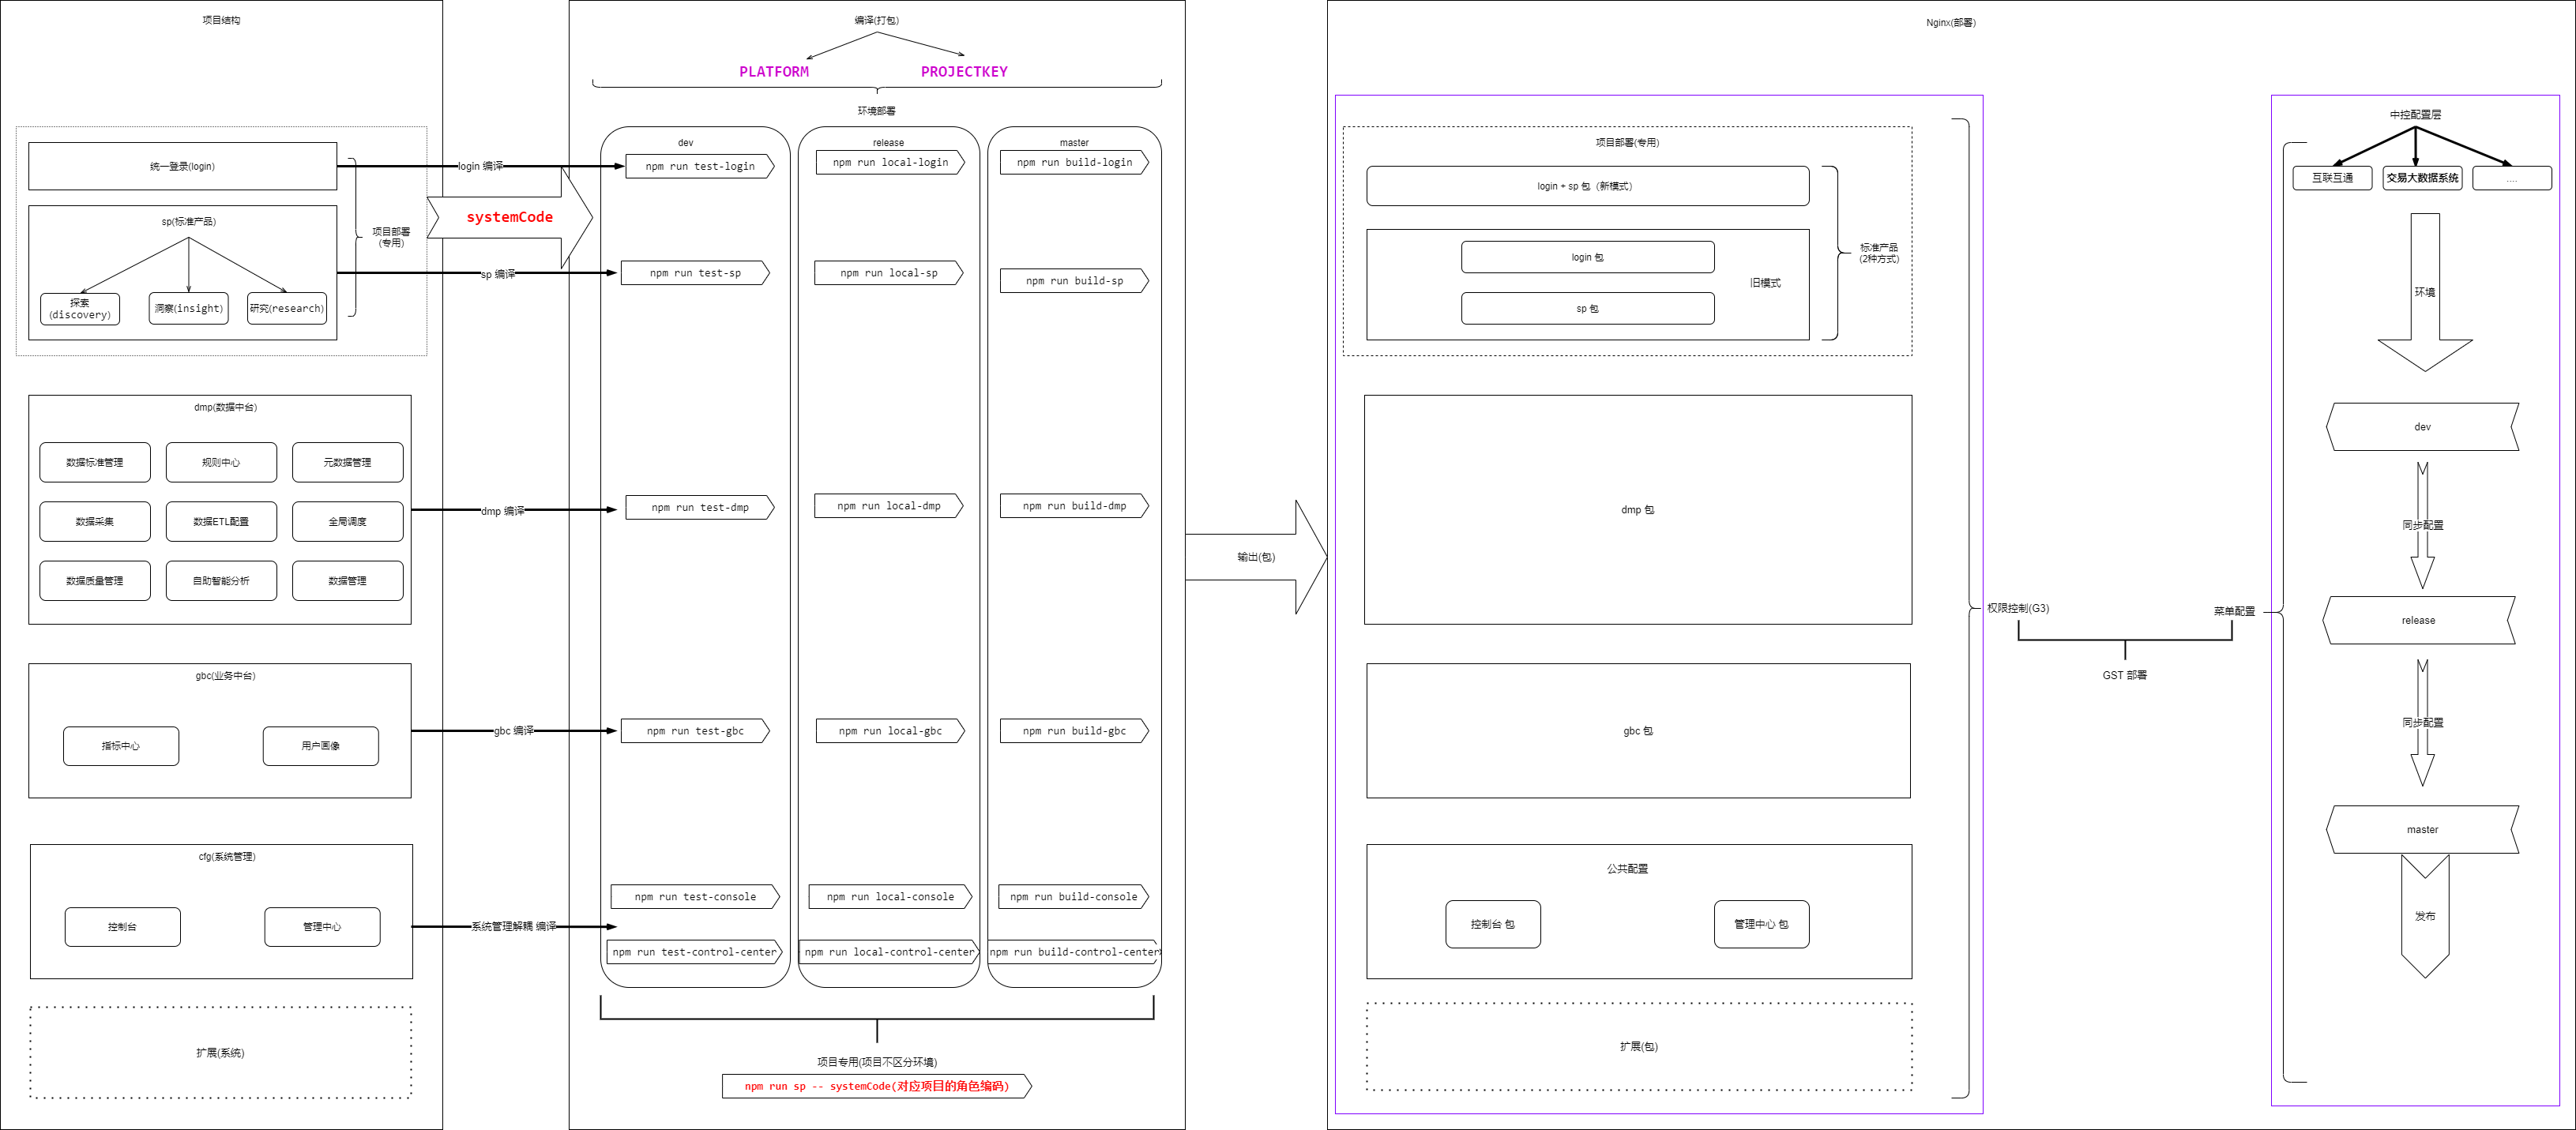 项目结构
统一登录(login)
sp(标准产品)
探索
(discovery)
洞察(insight)
研究(research)
项目部署
(专用)
dmp(数据中台)
数据标准管理
规则中心
元数据管理
数据采集
数据ETL配置
全局调度
数据质量管理
自助智能分析
数据管理
gbc(业务中台)
指标中心
用户画像
cfg(系统管理)
控制台
管理中心
扩展(系统)
login 编译
systemCode
sp 编译
dmp 编译
gbc 编译
系统管理解耦 编译
编译(打包)
PLATFORM
PROJECTKEY
环境部署
dev
release
master
npm run test-login
npm run local-login
npm run build-login
npm run test-sp
npm run local-sp
npm run build-sp
npm run test-dmp
npm run local-dmp
npm run build-dmp
npm run test-gbc
npm run local-gbc
npm run build-gbc
npm run test-console
npm run local-console
npm run build-console
npm run test-control-center
npm run local-control-center
npm run build-control-center
项目专用(项目不区分环境)
npm run sp -- systemCode(对应项目的角色编码)
输出(包)
Nginx(部署)
项目部署(专用)
login + sp 包（新模式）
login 包
旧模式
sp 包
标准产品
(2种方式)
dmp 包
gbc 包
公共配置
控制台 包
管理中心 包
扩展(包)
权限控制(G3)
菜单配置
GST 部署
中控配置层
互联互通
交易大数据系统
....
环境
dev
同步配置
release
同步配置
master
发布